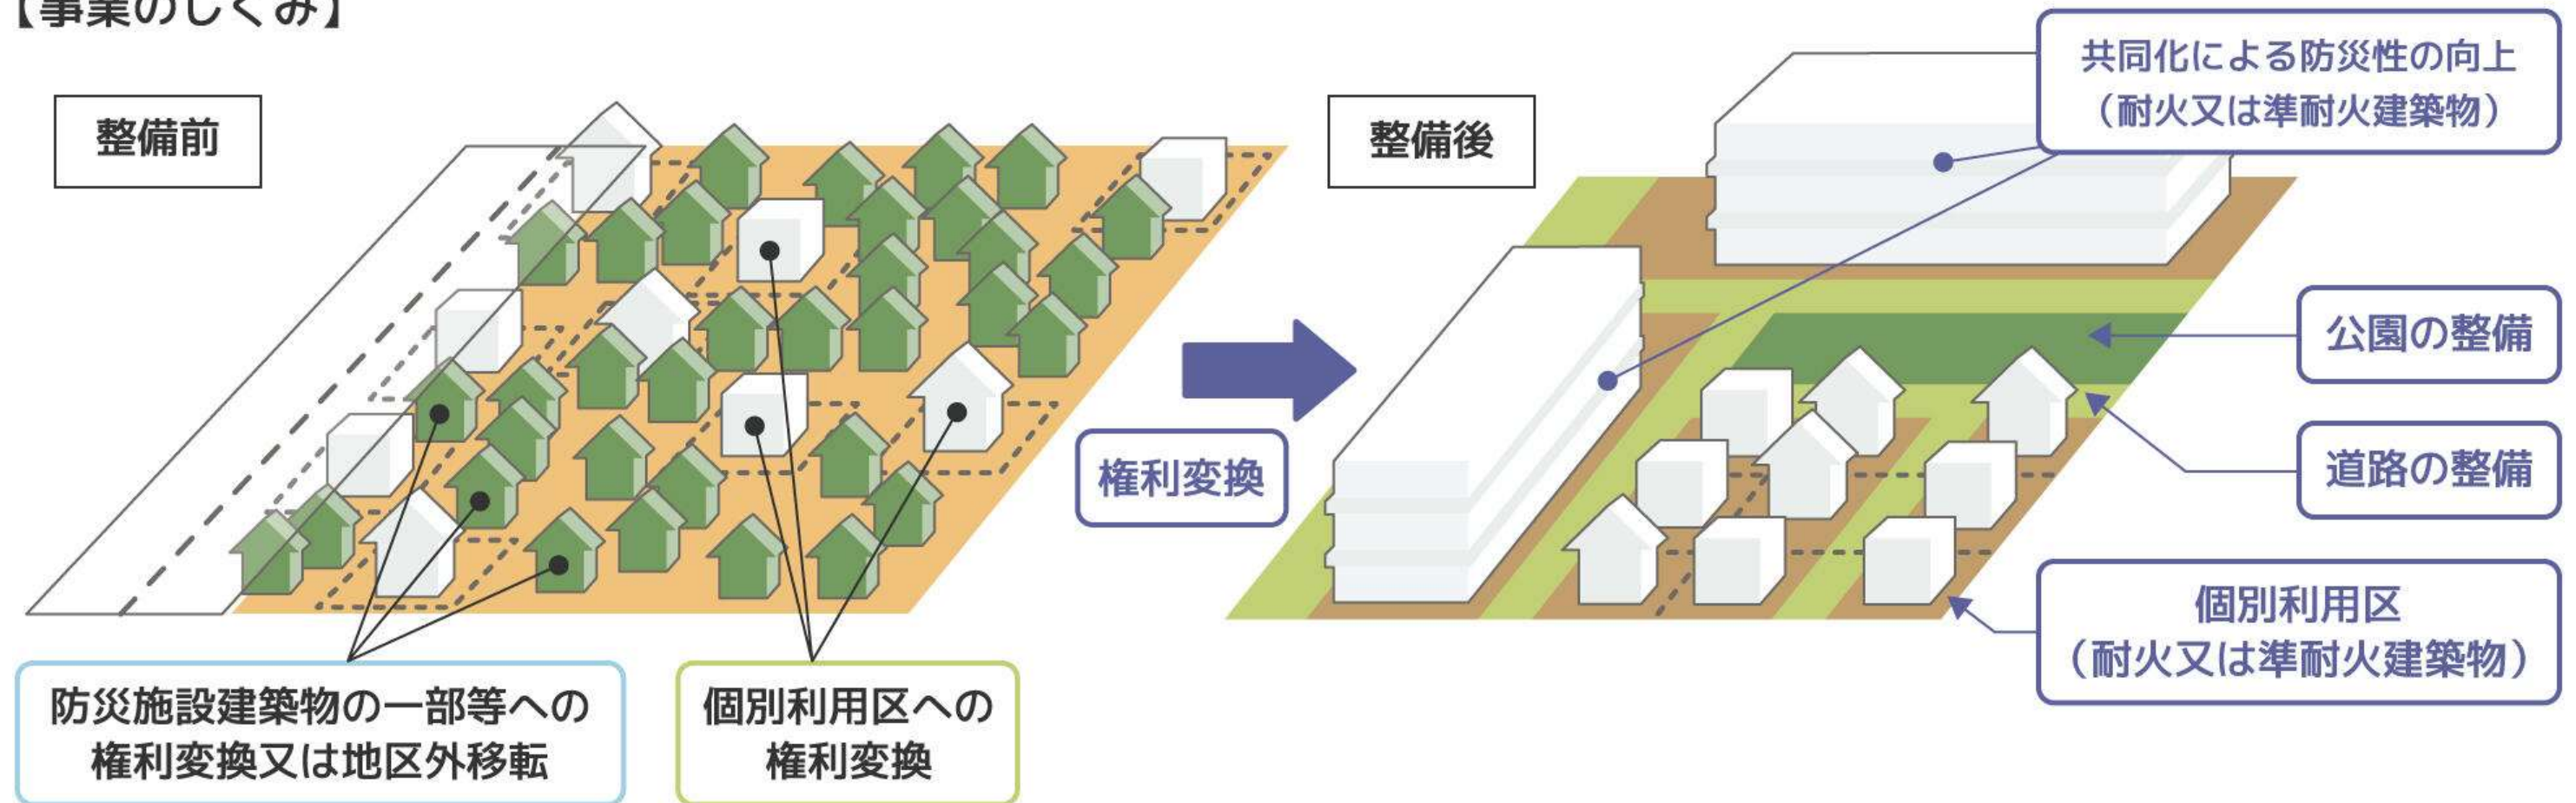 【事業のしくみ】
整備前
防災施設建築物の一部等への
権利変換又は地区外移転
個別利用区への
権利変換
権利変換
整備後
共同化による防災性の向上
（耐火又は準耐火建築物）
公園の整備
道路の整備
個別利用区
（耐火又は準耐火建築物）